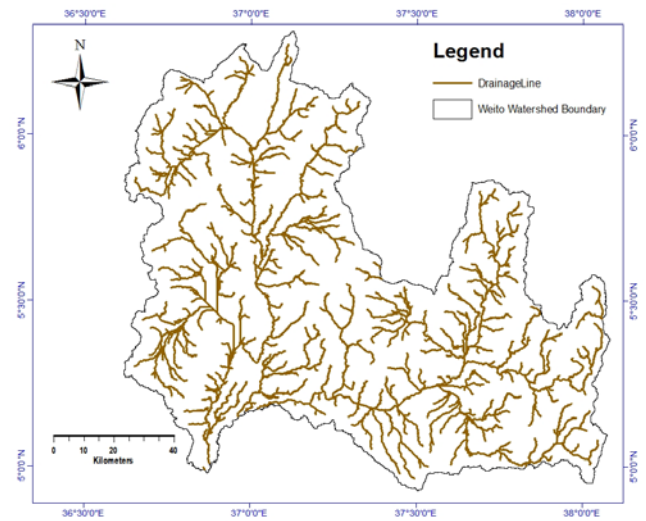 36°30'0"E 37°0'0"E 37°30'0"E 38°0'0"E
N
Legend
DrainageLine
Weito Watershed Boundary
6°0'0"N 6°0'0"N
5°30'0"N 5°30'0"N
0 10 20 40
Kilometers
5°0'0"N 5°0'0"N
36°30'0"E 37°0'0"E 37°30'0"E 38°0'0"E